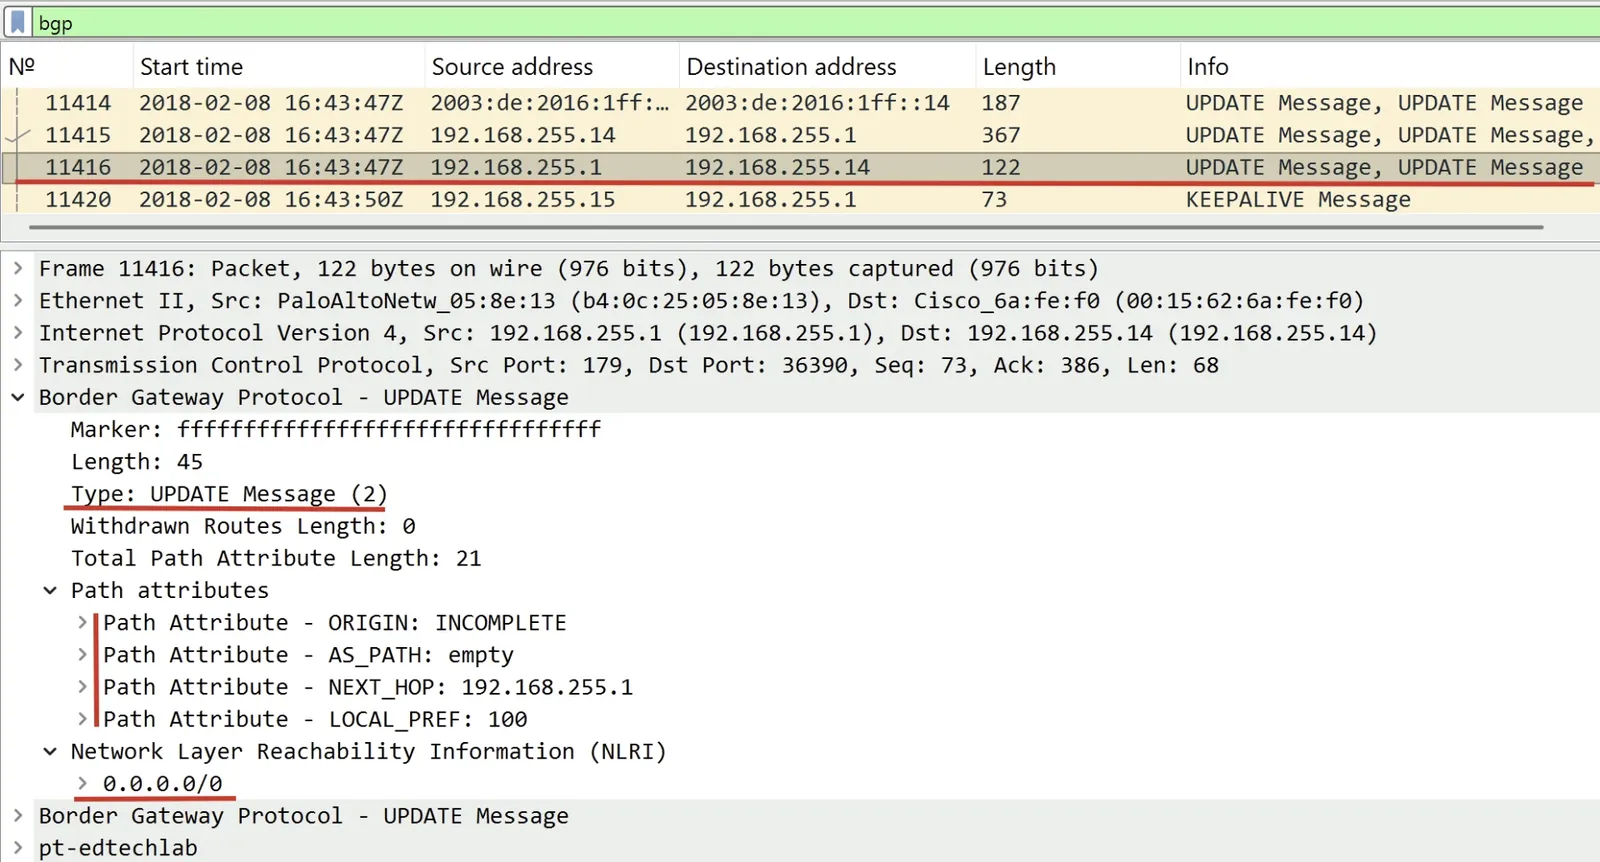 bgp
№ Start time Source address Destination address Length Info
11414 2018-02-08 16:43:47Z 2003:de:2016:1ff:… 2003:de:2016:1ff::14 187 UPDATE Message, UPDATE Message
11415 2018-02-08 16:43:47Z 192.168.255.14 192.168.255.1 367 UPDATE Message, UPDATE Message,
11416 2018-02-08 16:43:47Z 192.168.255.1 192.168.255.14 122 UPDATE Message, UPDATE Message
11420 2018-02-08 16:43:50Z 192.168.255.15 192.168.255.1 73 KEEPALIVE Message
Frame 11416: Packet, 122 bytes on wire (976 bits), 122 bytes captured (976 bits)
Ethernet II, Src: PaloAltoNetw_05:8e:13 (b4:0c:25:05:8e:13), Dst: Cisco_6a:fe:f0 (00:15:62:6a:fe:f0)
Internet Protocol Version 4, Src: 192.168.255.1 (192.168.255.1), Dst: 192.168.255.14 (192.168.255.14)
Transmission Control Protocol, Src Port: 179, Dst Port: 36390, Seq: 73, Ack: 386, Len: 68
Border Gateway Protocol - UPDATE Message
Marker: ffffffffffffffffffffffffffffffff
Length: 45
Type: UPDATE Message (2)
Withdrawn Routes Length: 0
Total Path Attribute Length: 21
Path attributes
Path Attribute - ORIGIN: INCOMPLETE
Path Attribute - AS_PATH: empty
Path Attribute - NEXT_HOP: 192.168.255.1
Path Attribute - LOCAL_PREF: 100
Network Layer Reachability Information (NLRI)
0.0.0.0/0
Border Gateway Protocol - UPDATE Message
pt-edtechlab